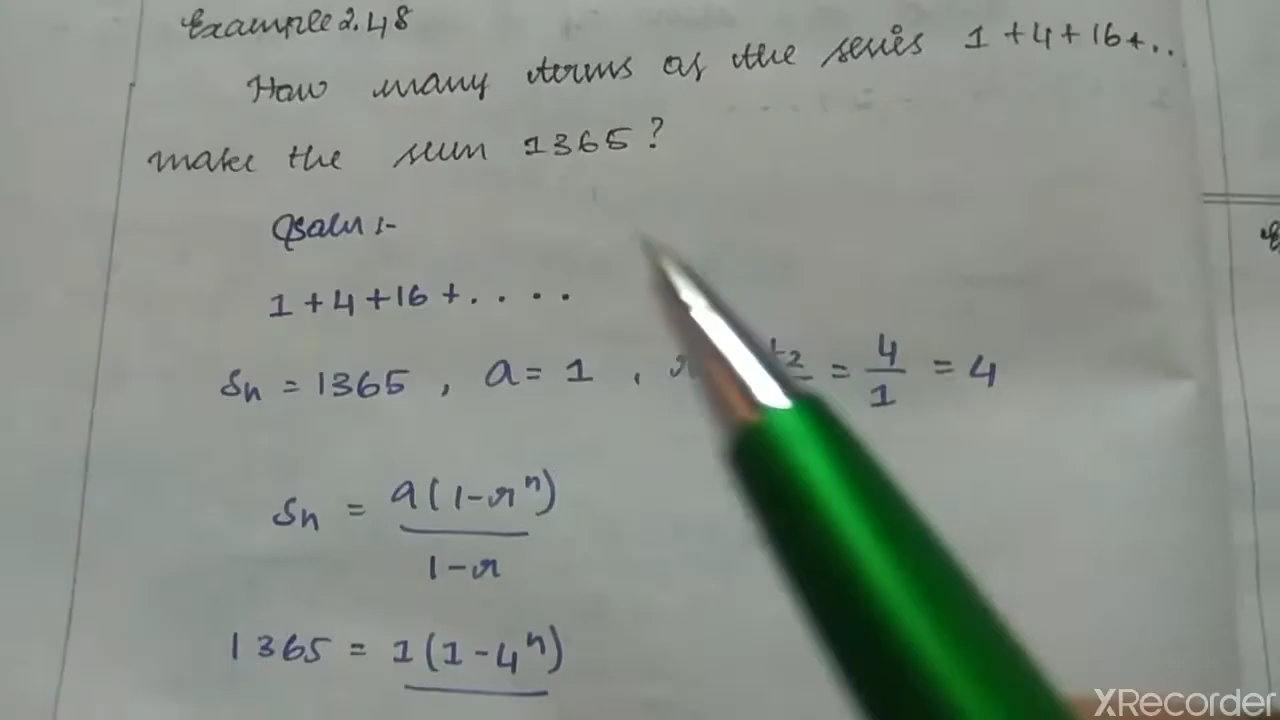 Example 2.48
How many terms of the series 1 + 4 + 16 + ..
make the sum 1365?
1 + 4 + 16 + . . . .
Sn = 1365 , a = 1 , r t2 = 4/1 = 4
Sn = a(1-r^n)
1-r
1365 = 1(1-4^n)
XRecorder